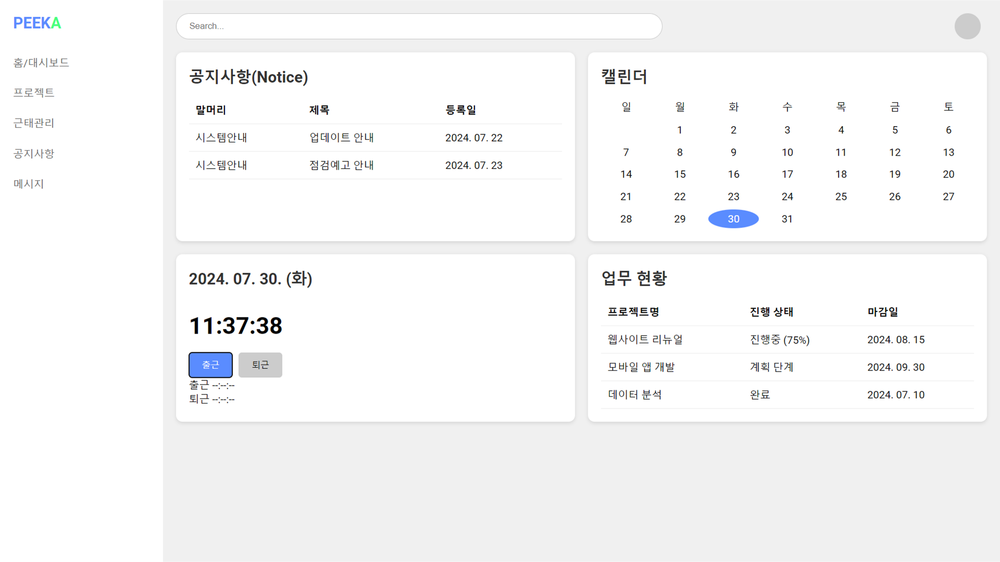 PEEKA
홈/대시보드
프로젝트
근태관리
공지사항
메시지
Search...
공지사항(Notice)
말머리 제목 등록일
시스템안내 업데이트 안내 2024. 07. 22
시스템안내 점검예고 안내 2024. 07. 23
캘린더
일 월 화 수 목 금 토
1 2 3 4 5 6
7 8 9 10 11 12 13
14 15 16 17 18 19 20
21 22 23 24 25 26 27
28 29 30 31
2024. 07. 30. (화)
11:37:38
출근 퇴근
출근 --:--:--
퇴근 --:--:--
업무 현황
프로젝트명 진행 상태 마감일
웹사이트 리뉴얼 진행중 (75%) 2024. 08. 15
모바일 앱 개발 계획 단계 2024. 09. 30
데이터 분석 완료 2024. 07. 10